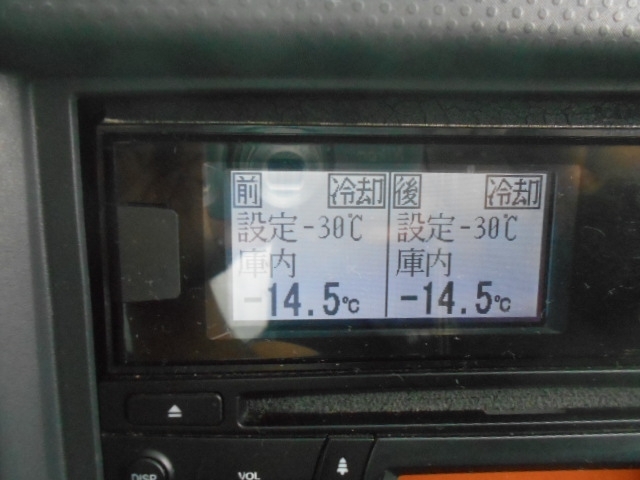 前 冷却
設定-30℃
庫内
-14.5℃
後 冷却
設定-30℃
庫内
-14.5℃
DISP
VOL